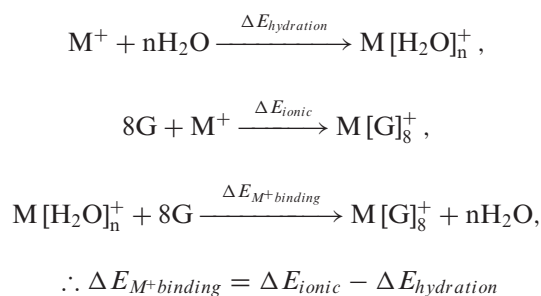 M⁺ + nH₂O —ΔE_hydration→ M [H₂O]ₙ⁺ ,
8G + M⁺ —ΔE_ionic→ M [G]₈⁺ ,
M [H₂O]ₙ⁺ + 8G —ΔE_M⁺binding→ M [G]₈⁺ + nH₂O,
∴ ΔE_M⁺binding = ΔE_ionic − ΔE_hydration